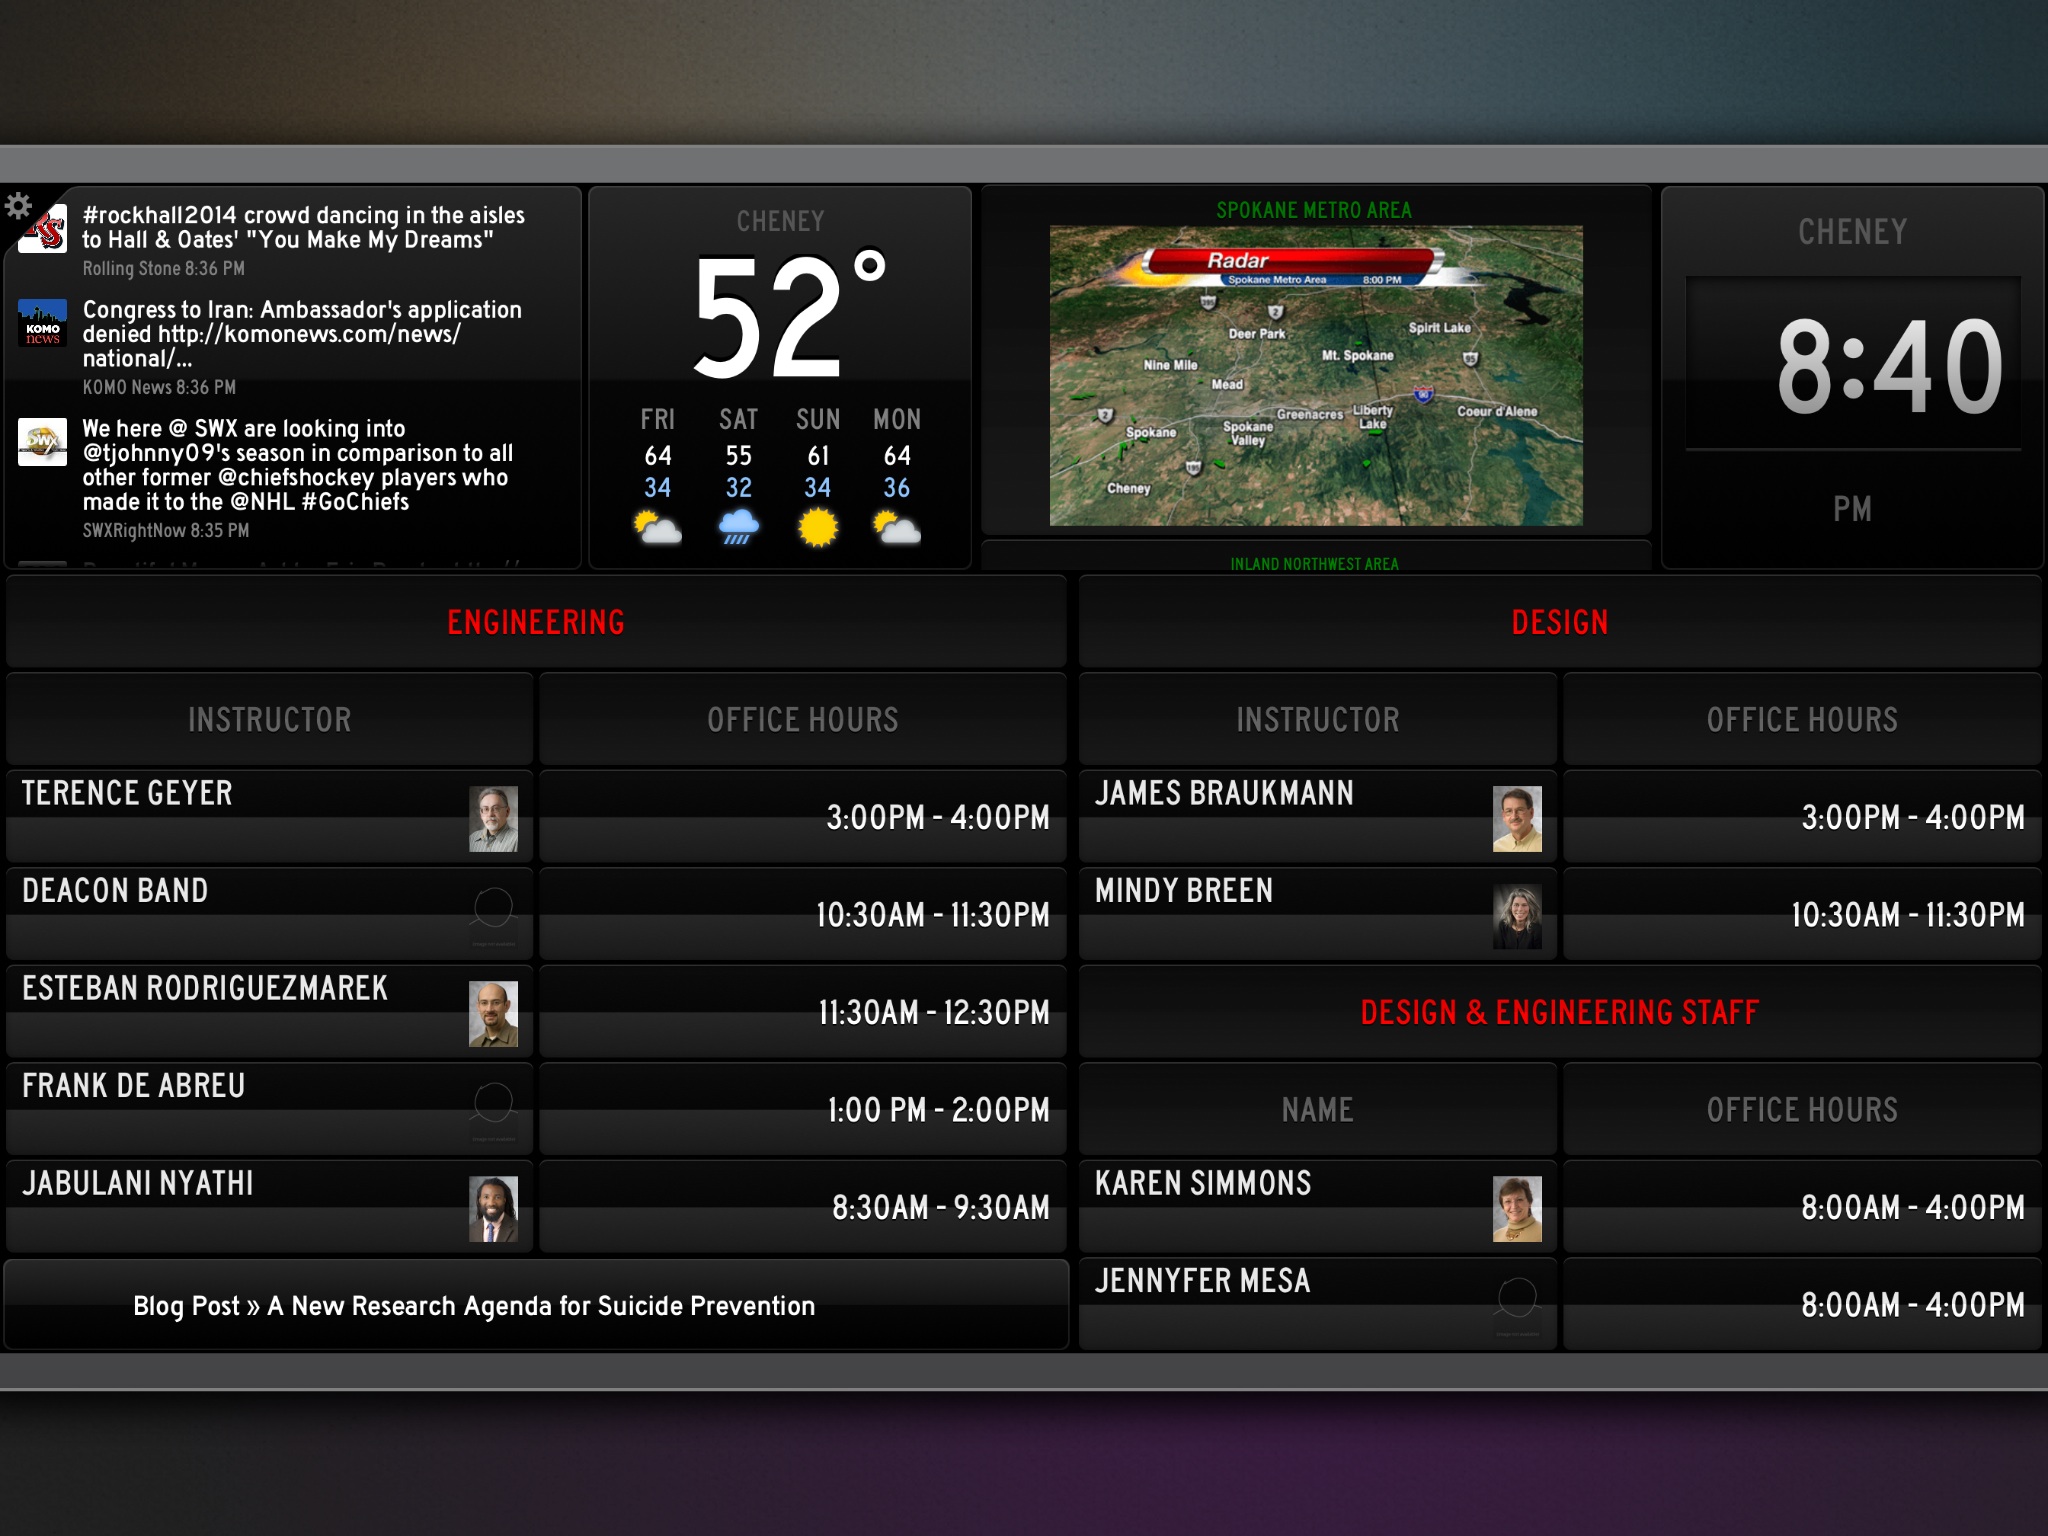 #rockhall2014 crowd dancing in the aisles
to Hall & Oates' "You Make My Dreams"
Rolling Stone 8:36 PM
KOMO
news
Congress to Iran: Ambassador's application
denied http://komonews.com/news/
national/...
KOMO News 8:36 PM
SWX
We here @ SWX are looking into
@tjohnny09's season in comparison to all
other former @chiefshockey players who
made it to the @NHL #GoChiefs
SWXRightNow 8:35 PM
CHENEY
52°
FRI SAT SUN MON
64 55 61 64
34 32 34 36
SPOKANE METRO AREA
Radar
Spokane Metro Area 8:00 PM
395
2
Deer Park
Spirit Lake
Nine Mile
Mt. Spokane
95
Mead
90
2
Greenacres
Liberty
Lake
Coeur d'Alene
Spokane
Spokane
Valley
195
Cheney
INLAND NORTHWEST AREA
CHENEY
8:40
PM
ENGINEERING
INSTRUCTOR OFFICE HOURS
TERENCE GEYER 3:00PM - 4:00PM
DEACON BAND 10:30AM - 11:30PM
ESTEBAN RODRIGUEZMAREK 11:30AM - 12:30PM
FRANK DE ABREU 1:00 PM - 2:00PM
JABULANI NYATHI 8:30AM - 9:30AM
Blog Post » A New Research Agenda for Suicide Prevention
DESIGN
INSTRUCTOR OFFICE HOURS
JAMES BRAUKMANN 3:00PM - 4:00PM
MINDY BREEN 10:30AM - 11:30PM
DESIGN & ENGINEERING STAFF
NAME OFFICE HOURS
KAREN SIMMONS 8:00AM - 4:00PM
JENNYFER MESA 8:00AM - 4:00PM